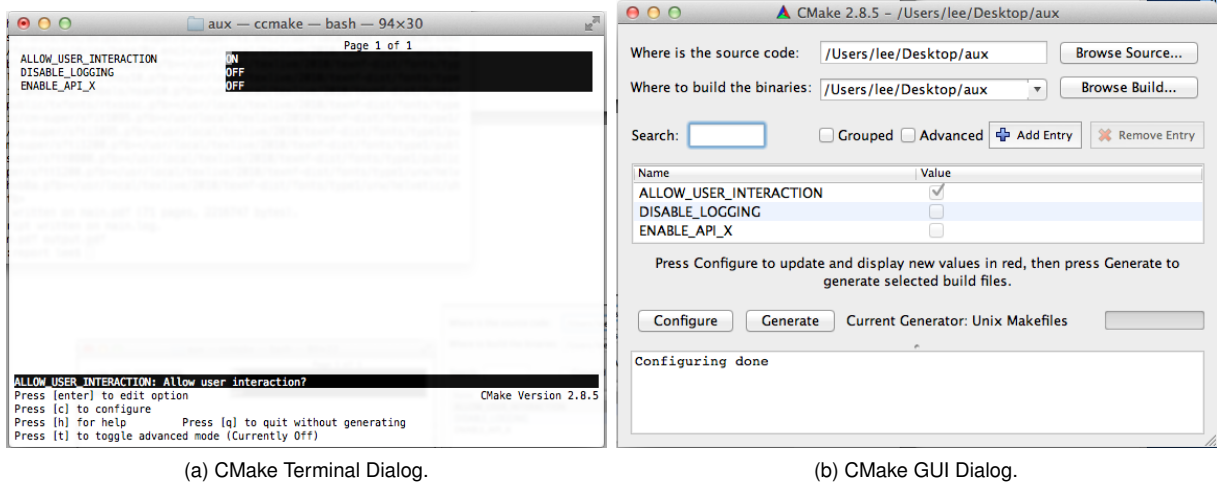 aux — ccmake — bash — 94×30
Page 1 of 1
ALLOW_USER_INTERACTION ON
DISABLE_LOGGING OFF
ENABLE_API_X OFF
ALLOW_USER_INTERACTION: Allow user interaction?
Press [enter] to edit option CMake Version 2.8.5
Press [c] to configure
Press [h] for help Press [q] to quit without generating
Press [t] to toggle advanced mode (Currently Off)
(a) CMake Terminal Dialog.
CMake 2.8.5 – /Users/lee/Desktop/aux
Where is the source code: /Users/lee/Desktop/aux Browse Source...
Where to build the binaries: /Users/lee/Desktop/aux Browse Build...
Search: Grouped Advanced Add Entry Remove Entry
Name Value
ALLOW_USER_INTERACTION
DISABLE_LOGGING
ENABLE_API_X
Press Configure to update and display new values in red, then press Generate to
generate selected build files.
Configure Generate Current Generator: Unix Makefiles
Configuring done
(b) CMake GUI Dialog.